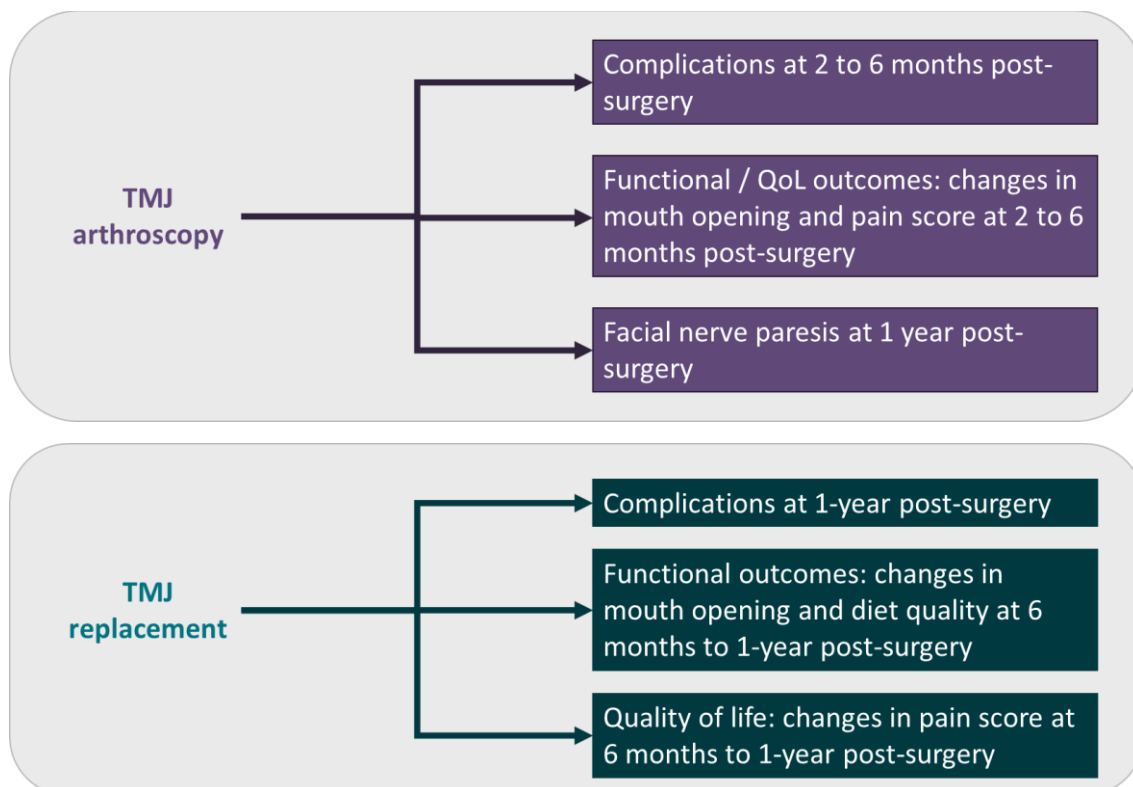 TMJ
arthroscopy
Complications at 2 to 6 months post-
surgery
Functional / QoL outcomes: changes in
mouth opening and pain score at 2 to 6
months post-surgery
Facial nerve paresis at 1 year post-
surgery
TMJ
replacement
Complications at 1-year post-surgery
Functional outcomes: changes in
mouth opening and diet quality at 6
months to 1-year post-surgery
Quality of life: changes in pain score at
6 months to 1-year post-surgery